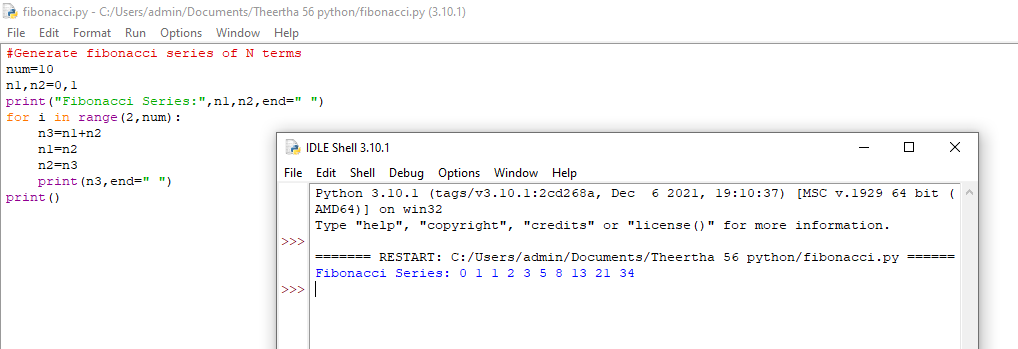 fibonacci.py - C:/Users/admin/Documents/Theertha 56 python/fibonacci.py (3.10.1)
File Edit Format Run Options Window Help
#Generate fibonacci series of N terms
num=10
n1,n2=0,1
print("Fibonacci Series:",n1,n2,end=" ")
for i in range(2,num):
    n3=n1+n2
    n1=n2
    n2=n3
    print(n3,end=" ")
print()
IDLE Shell 3.10.1
File Edit Shell Debug Options Window Help
Python 3.10.1 (tags/v3.10.1:2cd268a, Dec  6 2021, 19:10:37) [MSC v.1929 64 bit (
AMD64)] on win32
Type "help", "copyright", "credits" or "license()" for more information.
>>>
======= RESTART: C:/Users/admin/Documents/Theertha 56 python/fibonacci.py ======
Fibonacci Series: 0 1 1 2 3 5 8 13 21 34
>>>